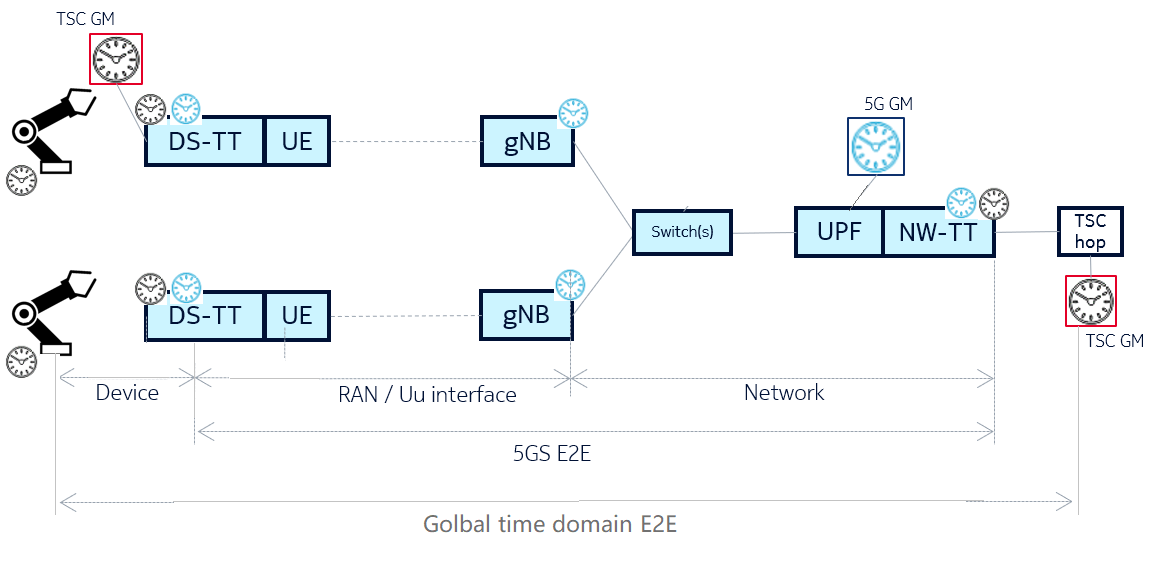 TSC GM
5G GM
DS-TT
UE
gNB
Switch(s)
UPF
NW-TT
TSC
hop
DS-TT
UE
gNB
TSC GM
Device
RAN / Uu interface
Network
5GS E2E
Golbal time domain E2E